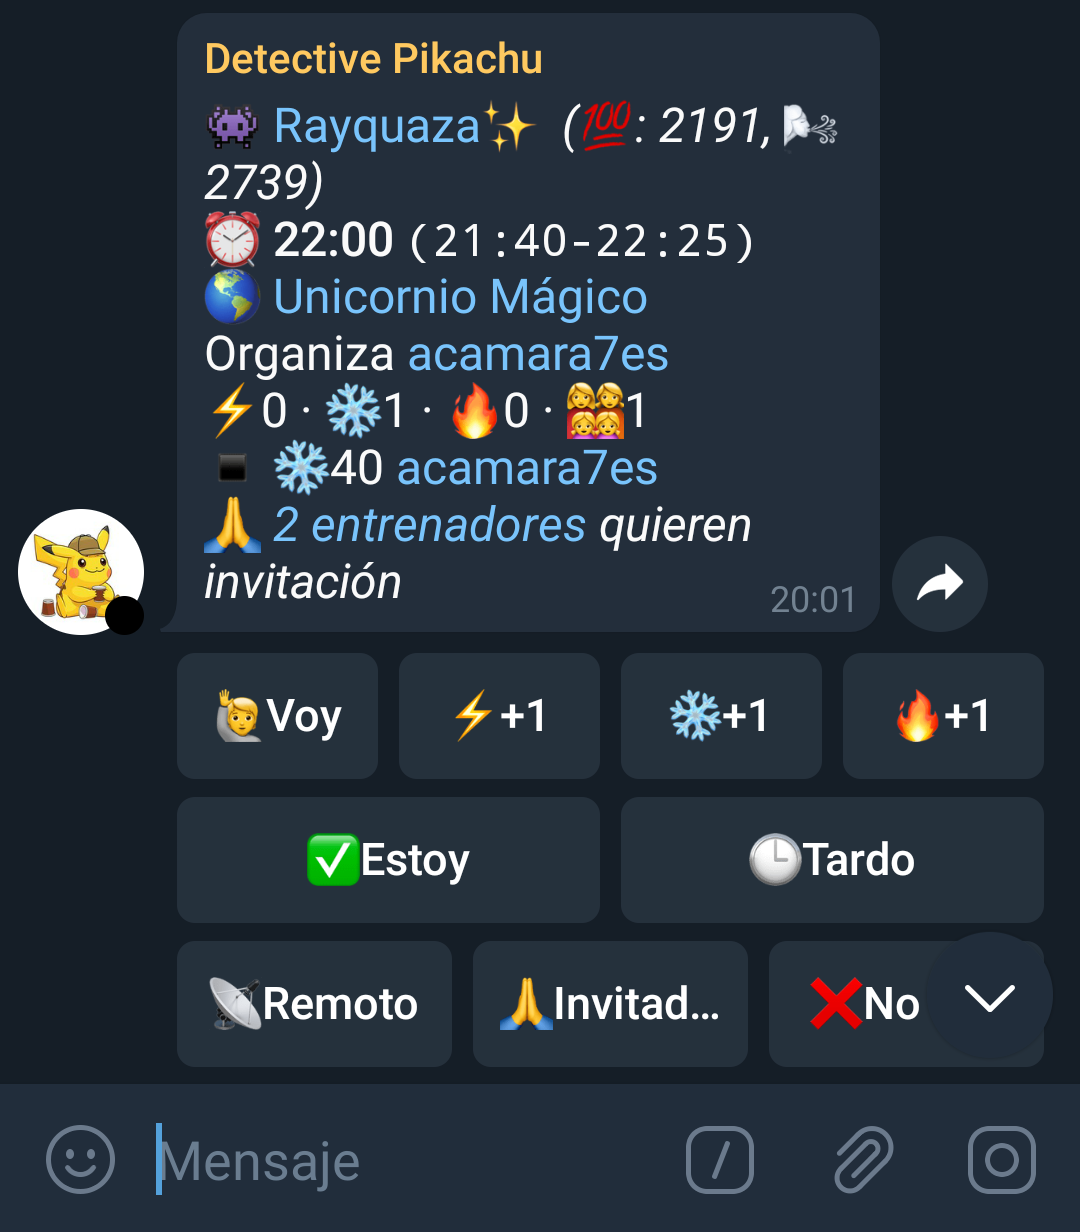 Detective Pikachu
👾 Rayquaza✨ (💯: 2191, 🌬
2739)
⏰ 22:00 (21:40-22:25)
🌎 Unicornio Mágico
Organiza acamara7es
⚡0 · ❄1 · 🔥0 · 👩‍👩‍👧‍👧1
▪ ❄40 acamara7es
🙏 2 entrenadores quieren
invitación
20:01
🙋Voy ⚡+1 ❄+1 🔥+1
✅Estoy 🕒Tardo
📡Remoto 🙏Invitad... ❌No
Mensaje